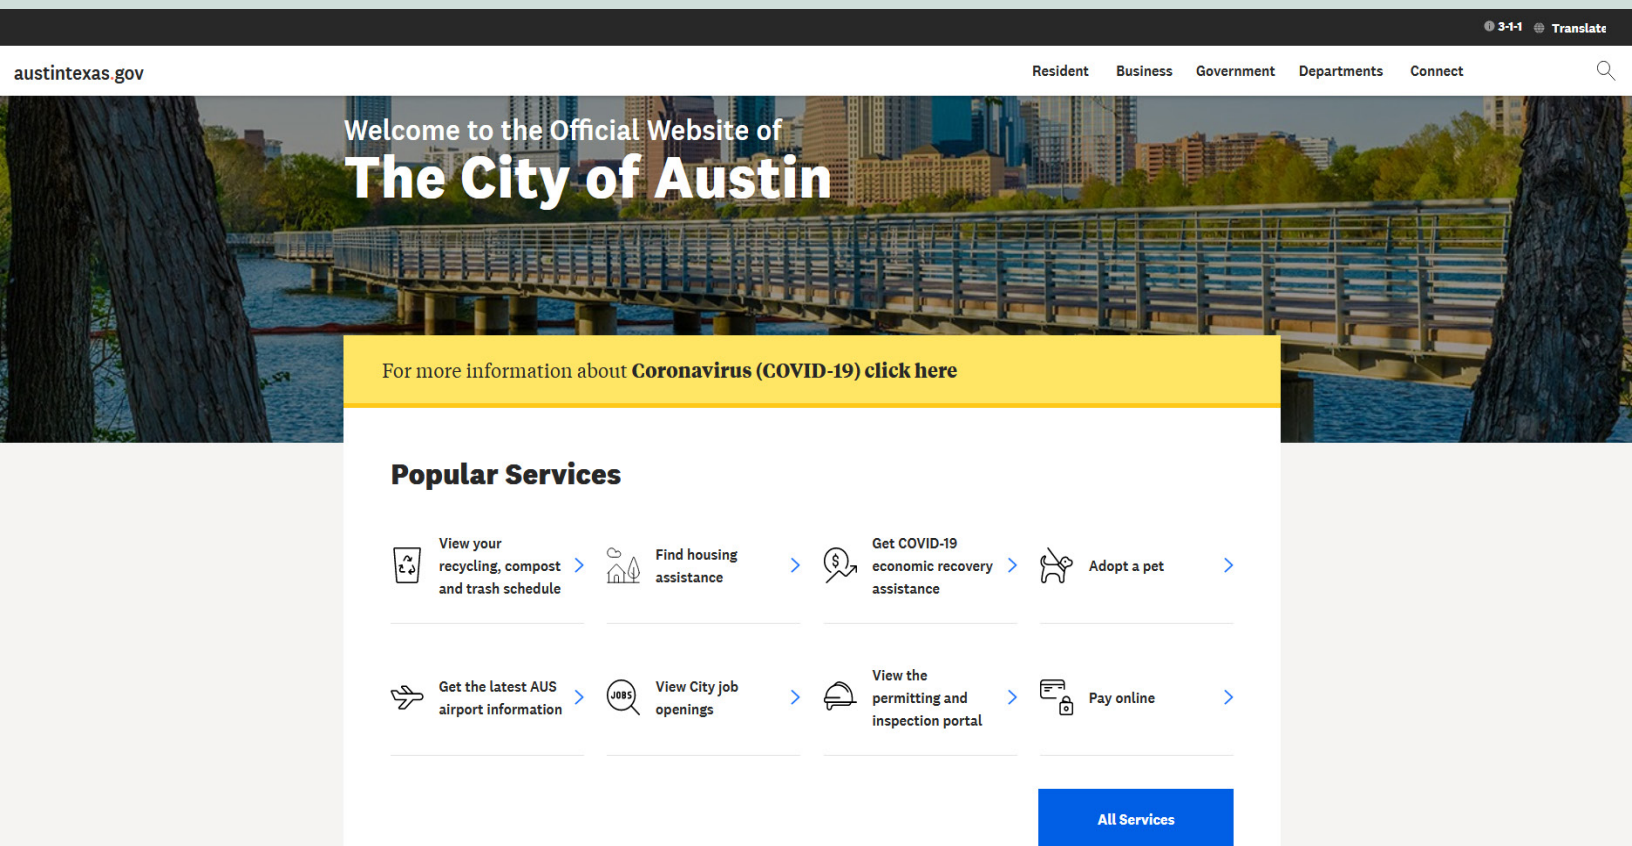 3-1-1 Translate
austintexas.gov
Resident Business Government Departments Connect
Welcome to the Official Website of
The City of Austin
For more information about Coronavirus (COVID-19) click here
Popular Services
View your
recycling, compost
and trash schedule
Find housing
assistance
Get COVID-19
economic recovery
assistance
Adopt a pet
Get the latest AUS
airport information
JOBS
View City job
openings
View the
permitting and
inspection portal
Pay online
All Services